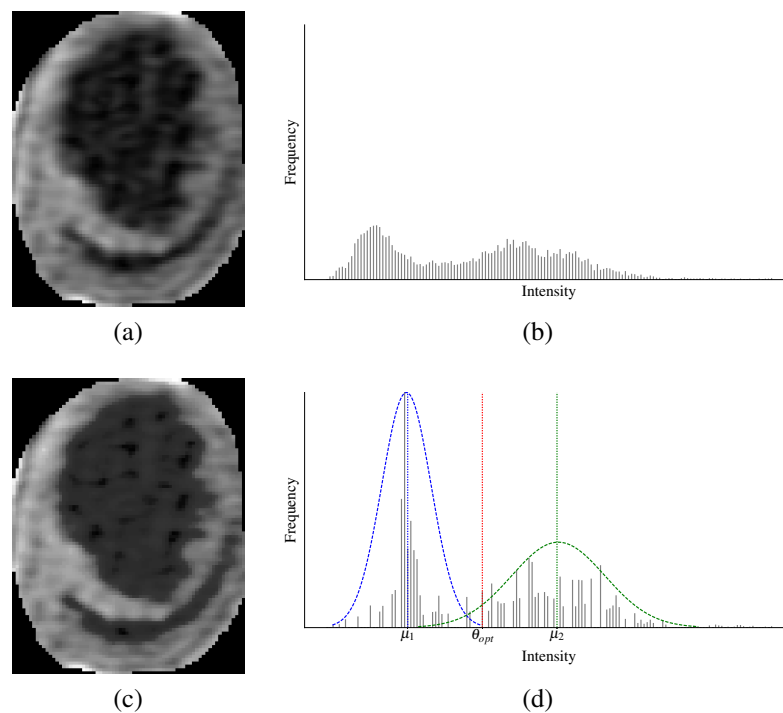 Frequency
Intensity
(a)
(b)
Frequency
μ₁
θₒₚₜ
μ₂
Intensity
(c)
(d)